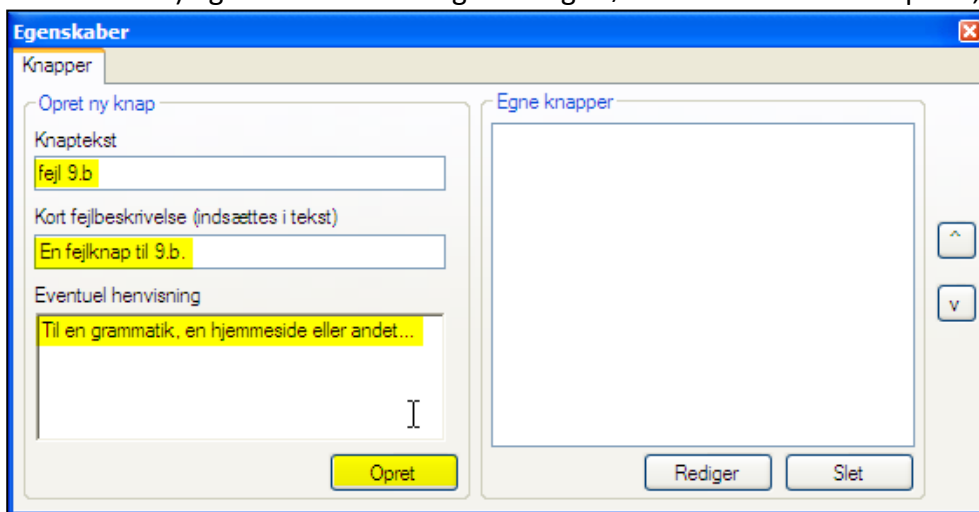 Egenskaber
Knapper
Opret ny knap
Knaptekst
fejl 9.b
Kort fejlbeskrivelse (indsættes i tekst)
En fejlknap til 9.b.
Eventuel henvisning
Til en grammatik, en hjemmeside eller andet...
Opret
Egne knapper
Rediger
Slet
^
v